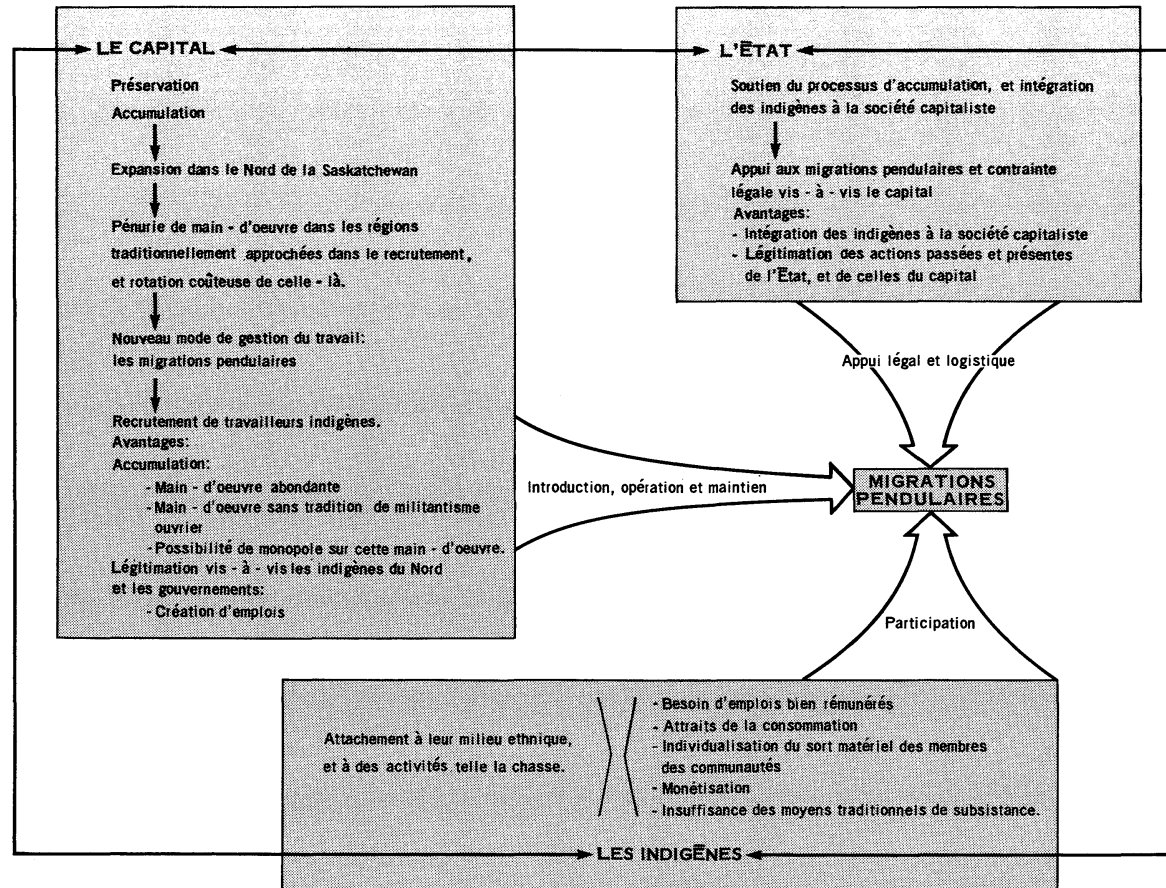 LE CAPITAL
Préservation
Accumulation
Expansion dans le Nord de la Saskatchewan
Pénurie de main - d'oeuvre dans les régions
traditionnellement approchées dans le recrutement,
et rotation coûteuse de celle - là.
Nouveau mode de gestion du travail:
les migrations pendulaires
Recrutement de travailleurs indigènes.
Avantages:
Accumulation:
- Main - d'oeuvre abondante
- Main - d'oeuvre sans tradition de militantisme
ouvrier
- Possibilité de monopole sur cette main - d'oeuvre.
Légitimation vis - à - vis les indigènes du Nord
et les gouvernements:
- Création d'emplois
L'ÉTAT
Soutien du processus d'accumulation, et intégration
des indigènes à la société capitaliste
Appui aux migrations pendulaires et contrainte
légale vis - à - vis le capital
Avantages:
- Intégration des indigènes à la société capitaliste
- Légitimation des actions passées et présentes
de l'État, et de celles du capital
Appui légal et logistique
Introduction, opération et maintien
MIGRATIONS
PENDULAIRES
Participation
Attachement à leur milieu ethnique,
et à des activités telle la chasse.
- Besoin d'emplois bien rémunérés
- Attraits de la consommation
- Individualisation du sort matériel des membres
des communautés
- Monétisation
- Insuffisance des moyens traditionnels de subsistance.
LES INDIGÈNES